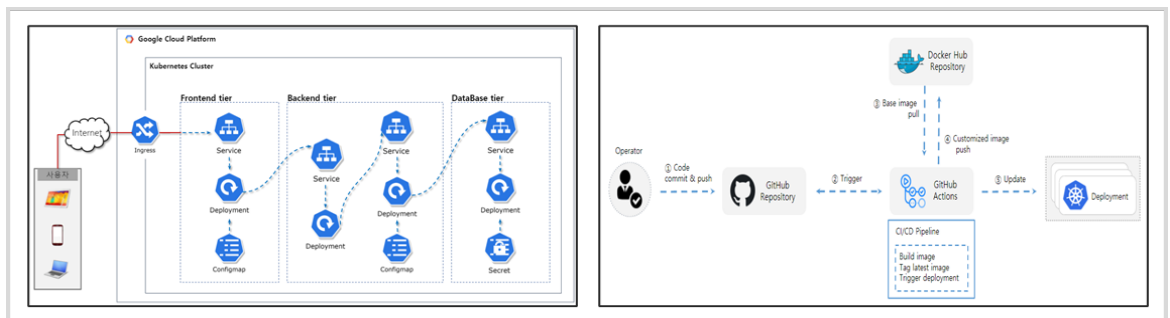 Google Cloud Platform
Kubernetes Cluster
Frontend tier
Backend tier
DataBase tier
Internet
Ingress
사용자
Service
Deployment
Configmap
Service
Deployment
Service
Deployment
Configmap
Service
Deployment
Secret
Docker Hub
Repository
③ Base image
pull
④ Customized image
push
Operator
① Code
commit & push
GitHub
Repository
② Trigger
GitHub
Actions
⑤ Update
Deployment
CI/CD Pipeline
Build image
Tag latest image
Trigger deployment